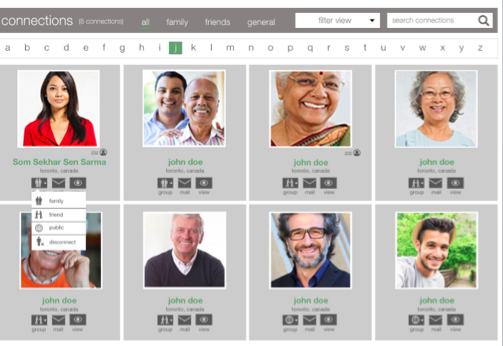 connections (8 connections) all family friends general filter view search connections
a b c d e f g h i j k l m n o p q r s t u v w x y z
Som Sekhar Sen Sarma john doe john doe john doe
toronto, canada toronto, canada toronto, canada toronto, canada
group mail view group mail view group mail view
family
friend
public
disconnect
john doe john doe john doe john doe
toronto, canada toronto, canada toronto, canada toronto, canada
group mail view group mail view group mail view group mail view